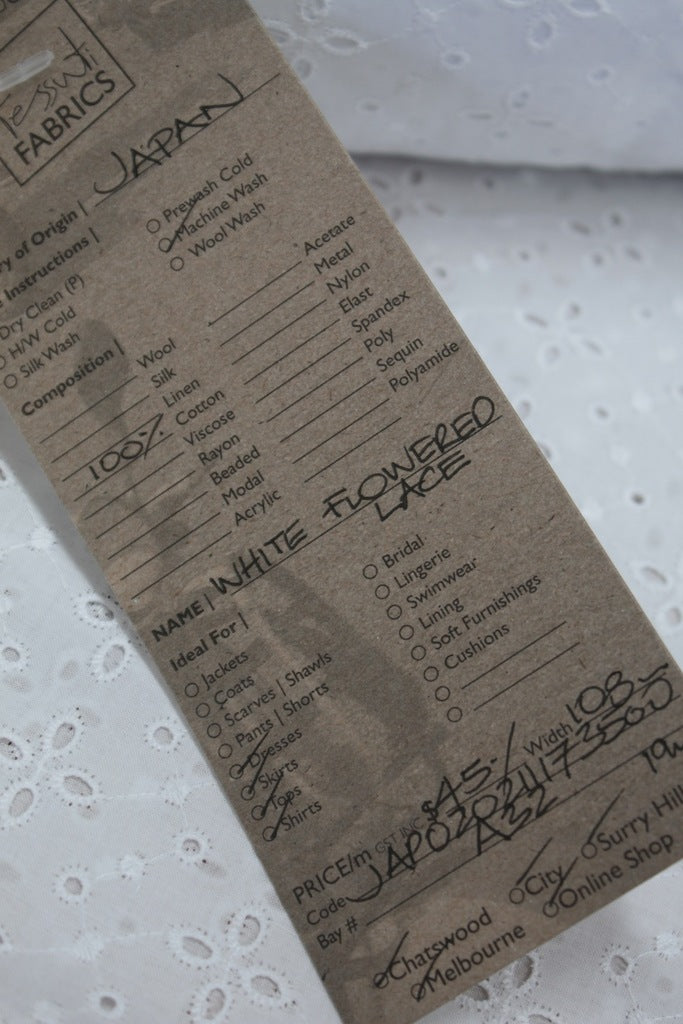 Tessuti
FABRICS
ry of Origin | JAPAN
Instructions |
Dry Clean (P)
H/W Cold
Silk Wash
Prewash Cold
Machine Wash
Wool Wash
Composition |
Wool
Silk
Linen
100% Cotton
Viscose
Rayon
Beaded
Modal
Acrylic
Acetate
Metal
Nylon
Elast
Spandex
Poly
Sequin
Polyamide
NAME | WHITE FLOWERED
LACE
Ideal For |
Jackets
Coats
Scarves | Shawls
Pants | Shorts
Dresses
Skirts
Tops
Shirts
Bridal
Lingerie
Swimwear
Lining
Soft Furnishings
Cushions
PRICE/m GST INC $45-/ Width 108
Code
Bay # A32
Chatswood
City
Surry Hill
Melbourne
Online Shop